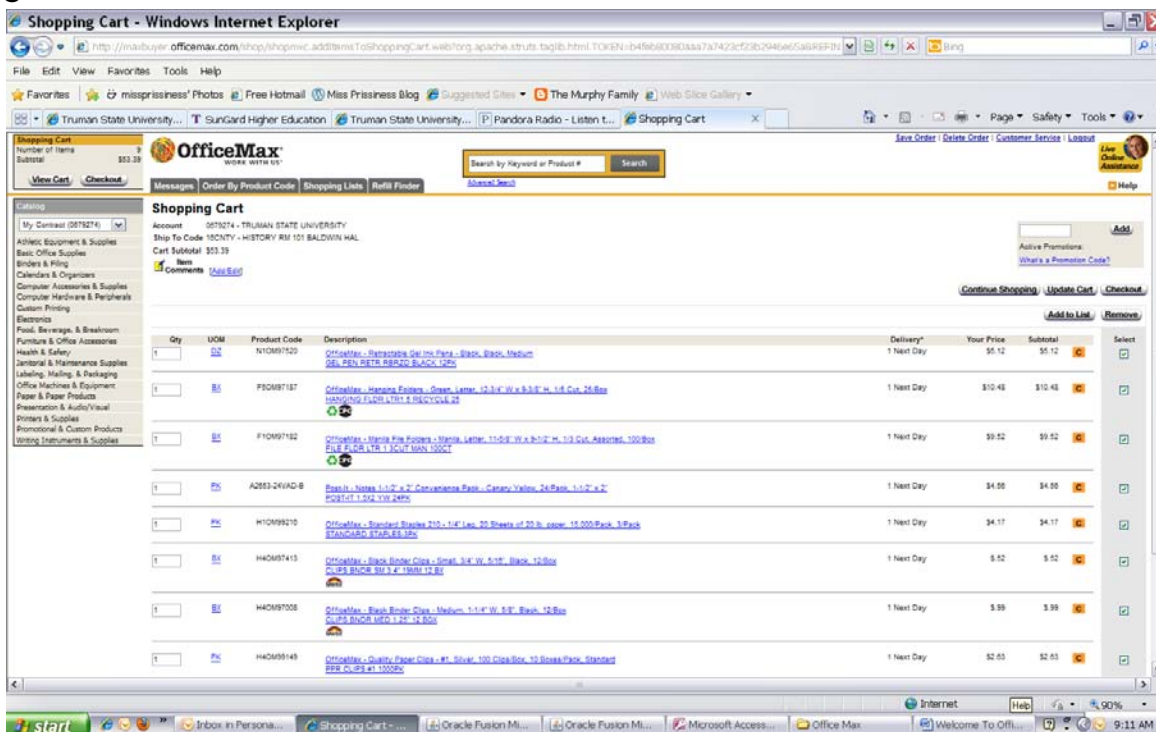 Shopping Cart - Windows Internet Explorer
File Edit View Favorites Tools Help
Favorites missprissiness' Photos Free Hotmail Miss Prissiness Blog Suggested Sites The Murphy Family Web Slice Gallery
Truman State University... SunGard Higher Education Truman State University... Pandora Radio - Listen t... Shopping Cart X Page Safety Tools
Bing
Shopping Cart
Number of Items 9
Subtotal $53.39
View Cart Checkout
OfficeMax
WORK WITH US
Search by Keyword or Product # Search
Advanced Search
Save Order | Delete Order | Customer Service | Logout
Live Online Assistance
Help
Messages Order By Product Code Shopping Lists Refill Finder
Catalog
My Contract (0679274)
Athletic Equipment & Supplies
Basic Office Supplies
Binders & Filing
Calendars & Organizers
Computer Accessories & Supplies
Computer Hardware & Peripherals
Custom Printing
Electronics
Food, Beverage, & Breakroom
Furniture & Office Accessories
Health & Safety
Janitorial & Maintenance Supplies
Labeling, Mailing, & Packaging
Office Machines & Equipment
Paper & Paper Products
Presentation & Audio/Visual
Printers & Supplies
Promotional & Custom Products
Writing Instruments & Supplies
Shopping Cart
Account 0679274 - TRUMAN STATE UNIVERSITY
Ship To Code 16CNTY - HISTORY RM 101 BALDWIN HAL
Cart Subtotal $53.39
Item Comments [Add/Edit]
Add
Active Promotions:
What's a Promotion Code?
Continue Shopping Update Cart Checkout
Add to List Remove
Qty UOM Product Code Description Delivery* Your Price Subtotal Select
1 DZ N1OM97520 OfficeMax - Retractable Gel Ink Pens - Black, Black, Medium 1 Next Day $5.12 $5.12 C
GEL PEN RETR RBRZD BLACK 12PK
1 BX P5OM97187 OfficeMax - Hanging Folders - Green, Letter, 12-3/4" W x 9-3/8" H, 1/5 Cut, 25/Box 1 Next Day $10.48 $10.48 C
HANGING FLDR LTR1 5 RECYCLE 25
1 BX F1OM97182 OfficeMax - Manila File Folders - Manila, Letter, 11-5/8" W x 9-1/2" H, 1/3 Cut, Assorted, 100/Box 1 Next Day $9.52 $9.52 C
FILE FLDR LTR 1 3CUT MAN 100CT
1 PK A2653-24VAD-B Post-it - Notes 1-1/2" x 2" Convenience Pack - Canary Yellow, 24/Pack, 1-1/2" x 2" 1 Next Day C
POST-IT 1.5X2 YW 24PK
1 PK H1OM99210 OfficeMax - Standard Staples 210 - 1/4" Leg, 20 Sheets of 20 lb. paper, 15,000/Pack, 3/Pack 1 Next Day $4.17 $4.17 C
STANDARD STAPLES,3PK
1 BX H4OM97413 OfficeMax - Black Binder Clips - Small, 3/4" W, 5/16", Black, 12/Box 1 Next Day $.52 $.52 C
CLIPS BNDR SM 3 4" 19MM 12 BX
1 BX H4OM97008 OfficeMax - Black Binder Clips - Medium, 1-1/4" W, 5/8", Black, 12/Box 1 Next Day $.99 $.99 C
CLIPS BNDR MED 1.25" 12 BOX
1 PK H4OM99149 OfficeMax - Quality Paper Clips - #1, Silver, 100 Clips/Box, 10 Boxes/Pack, Standard 1 Next Day $2.63 $2.63 C
PPR CLIPS #1 1000PK
Internet Help 90%
start Inbox in Persona... Shopping Cart - ... Oracle Fusion Mi... Oracle Fusion Mi... Microsoft Access... Office Max Welcome To Offi... 9:11 AM